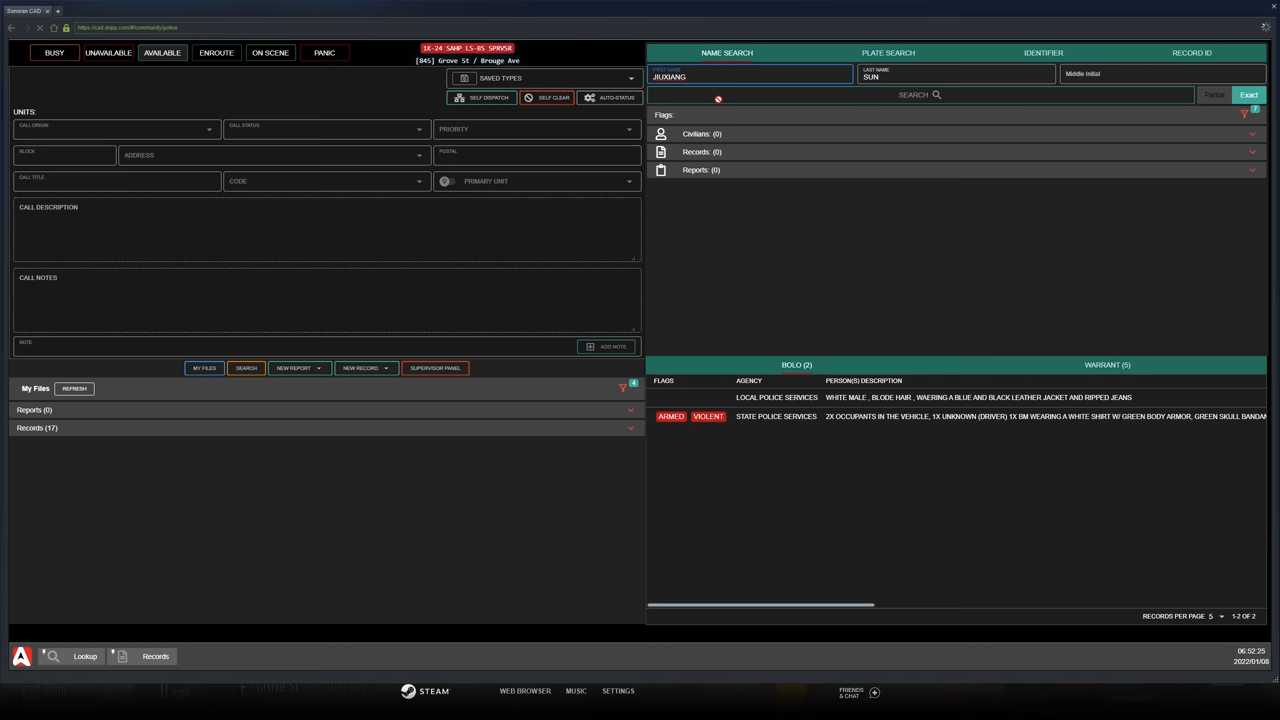 Sonoran CAD
https://cad.dojrp.com/#/community/police
BUSY
UNAVAILABLE
AVAILABLE
ENROUTE
ON SCENE
PANIC
1K-24 SAHP LS-BS SPRVSR
[845] Grove St / Brouge Ave
SAVED TYPES
SELF DISPATCH
SELF CLEAR
AUTO-STATUS
UNITS:
CALL ORIGIN
CALL STATUS
PRIORITY
BLOCK
ADDRESS
POSTAL
CALL TITLE
CODE
PRIMARY UNIT
CALL DESCRIPTION
CALL NOTES
NOTE
ADD NOTE
MY FILES
SEARCH
NEW REPORT
NEW RECORD
SUPERVISOR PANEL
My Files
REFRESH
4
Reports (0)
Records (17)
NAME SEARCH
PLATE SEARCH
IDENTIFIER
RECORD ID
FIRST NAME
JIUXIANG
LAST NAME
SUN
Middle Initial
SEARCH
Partial
Exact
Flags:
7
Civilians: (0)
Records: (0)
Reports: (0)
BOLO (2)
WARRANT (5)
FLAGS
AGENCY
PERSON(S) DESCRIPTION
LOCAL POLICE SERVICES
WHITE MALE , BLODE HAIR , WAERING A BLUE AND BLACK LEATHER JACKET AND RIPPED JEANS
ARMED
VIOLENT
STATE POLICE SERVICES
2X OCCUPANTS IN THE VEHICLE, 1X UNKNOWN (DRIVER) 1X BM WEARING A WHITE SHIRT W/ GREEN BODY ARMOR, GREEN SKULL BANDAN
RECORDS PER PAGE 5
1-2 OF 2
Lookup
Records
06:52:25
2022/01/08
STEAM
WEB BROWSER
MUSIC
SETTINGS
FRIENDS
& CHAT